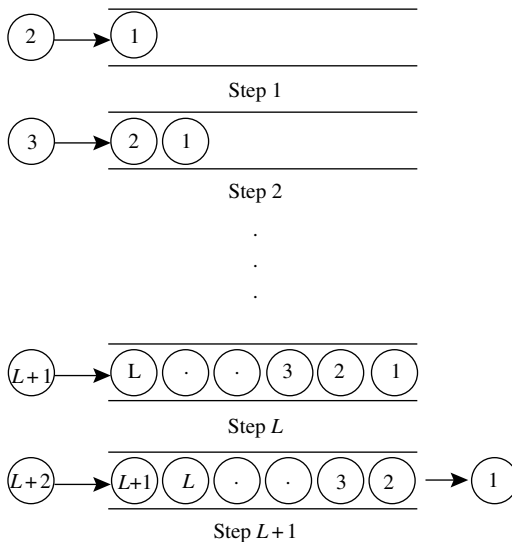 2 1
Step 1
3 2 1
Step 2
.
.
.
L+1 L · · 3 2 1
Step L
L+2 L+1 L · · 3 2 1
Step L+1